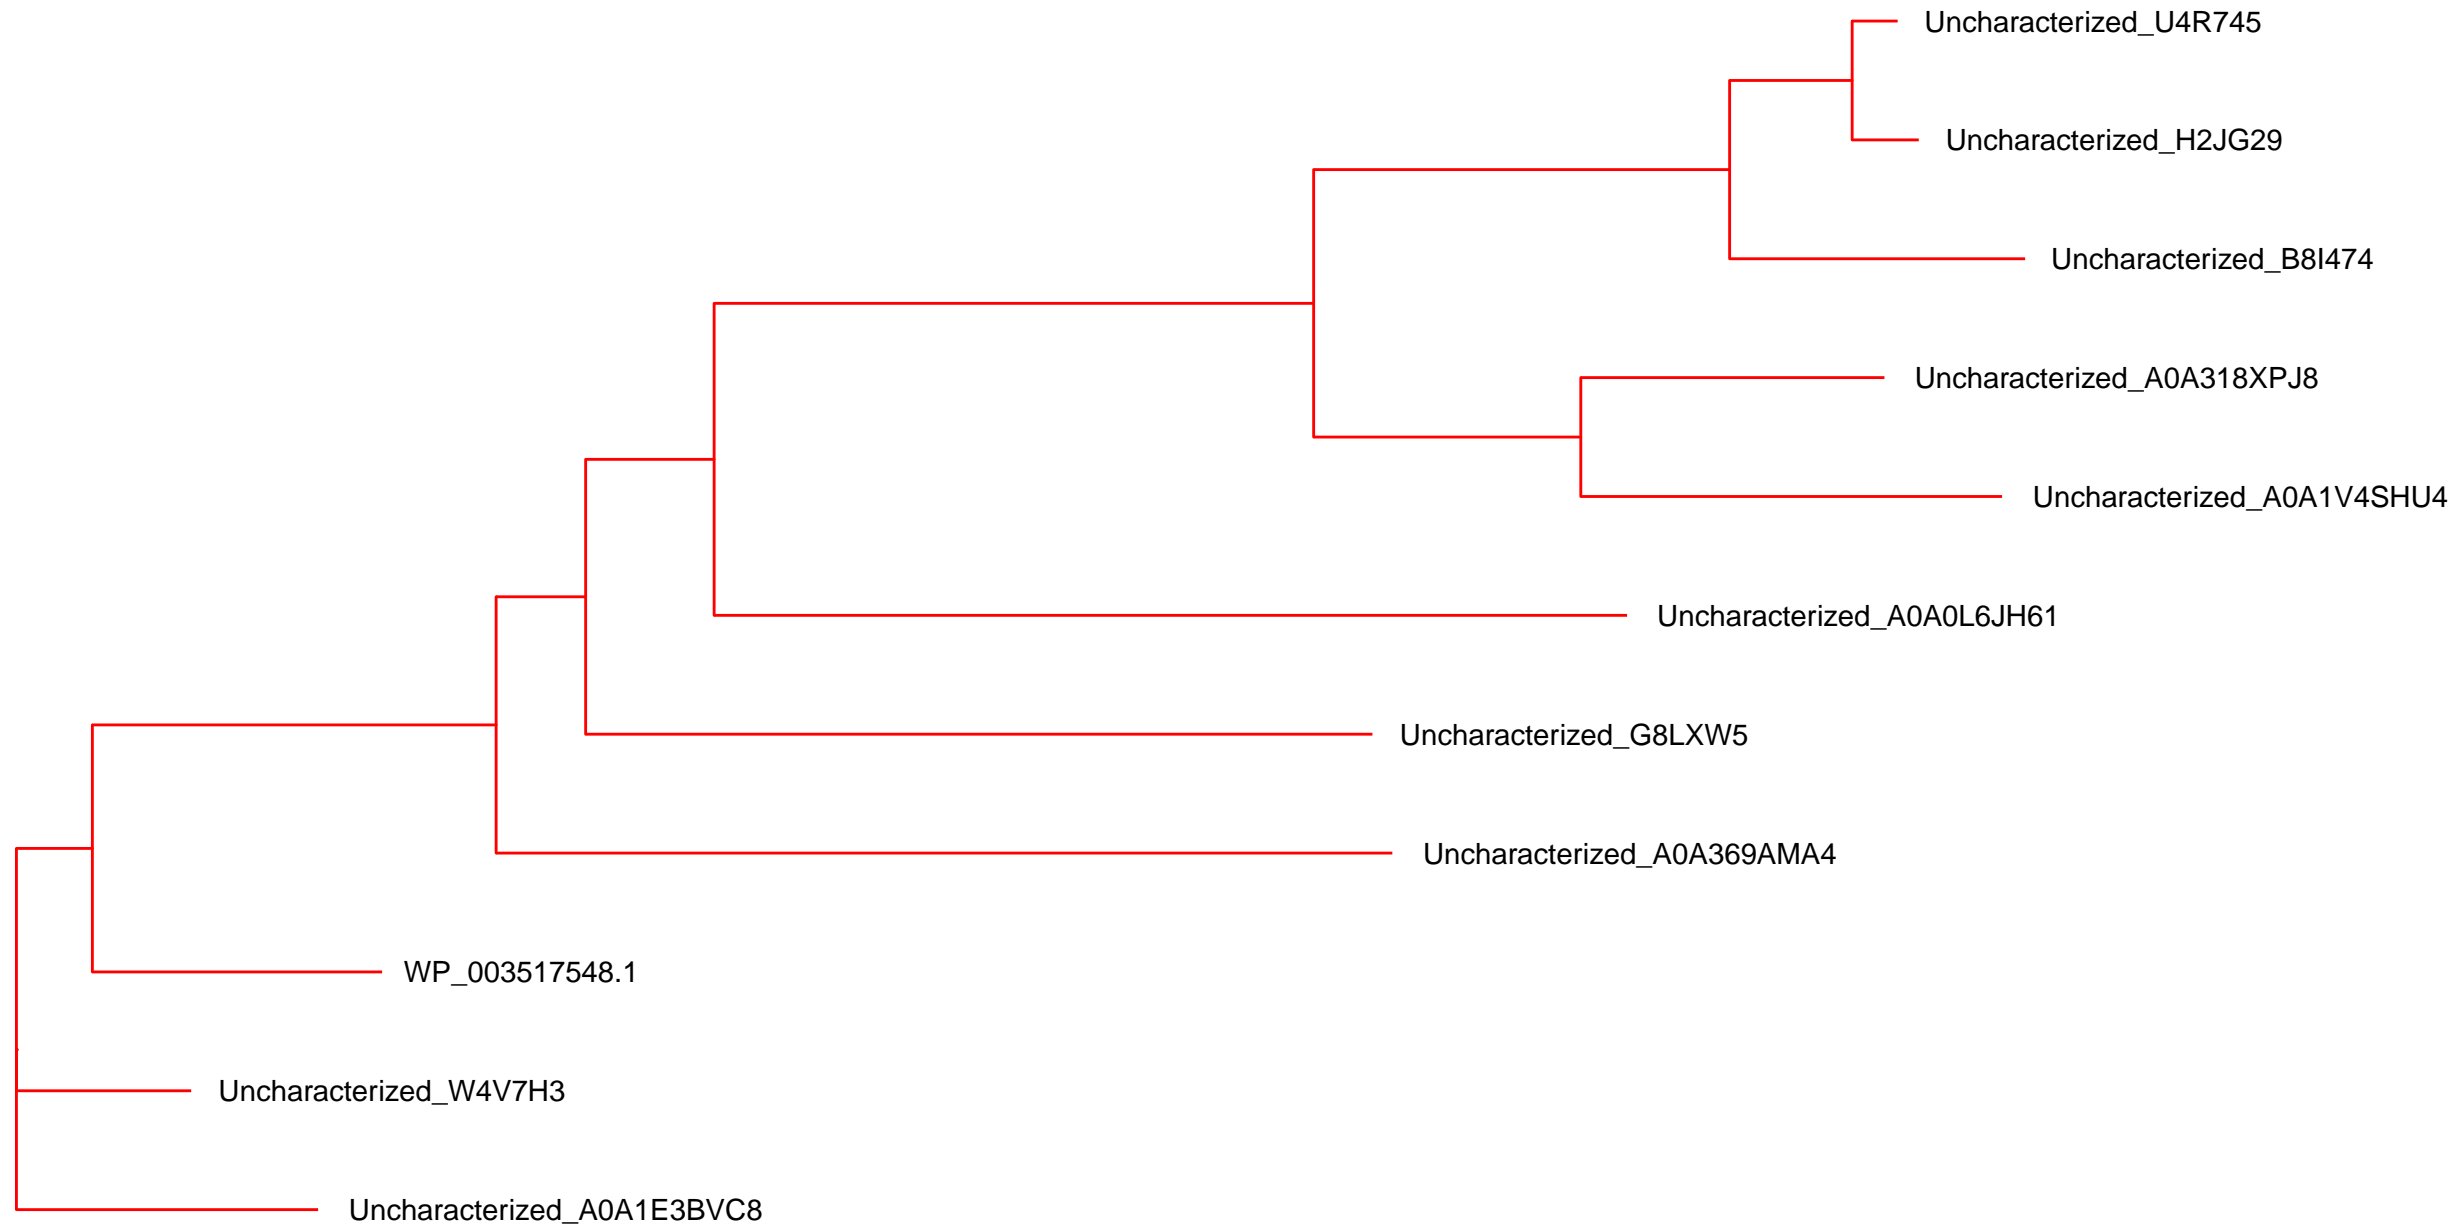 Uncharacterized_U4R745
Uncharacterized_H2JG29
Uncharacterized_B8I474
Uncharacterized_A0A318XPJ8
Uncharacterized_A0A1V4SHU4
Uncharacterized_A0A0L6JH61
Uncharacterized_G8LXW5
Uncharacterized_A0A369AMA4
WP_003517548.1
Uncharacterized_W4V7H3
Uncharacterized_A0A1E3BVC8